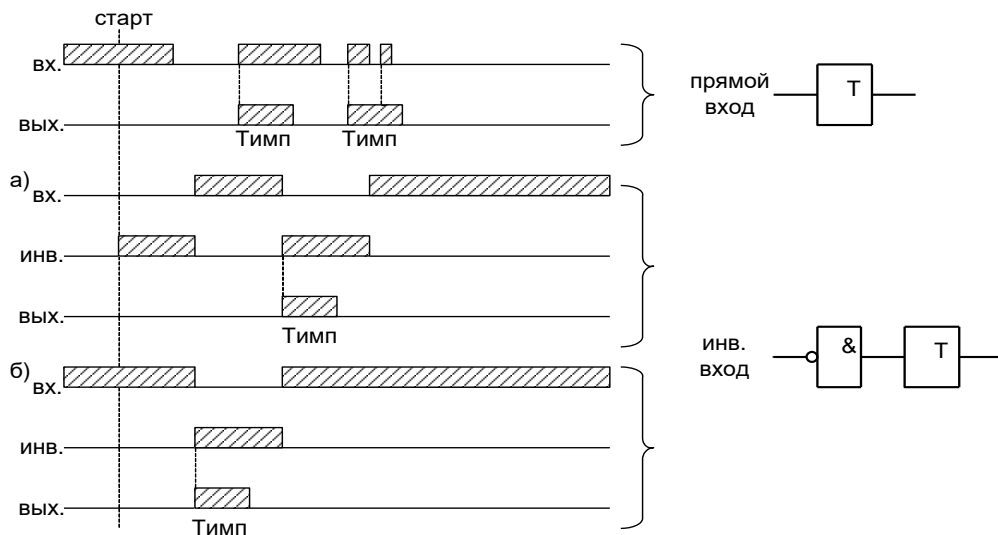 старт
вх.
вых.
Тимп Тимп
прямой
вход
T
а)
вх.
инв.
вых.
Тимп
б)
вх.
инв.
вых.
Тимп
инв.
вход
& T